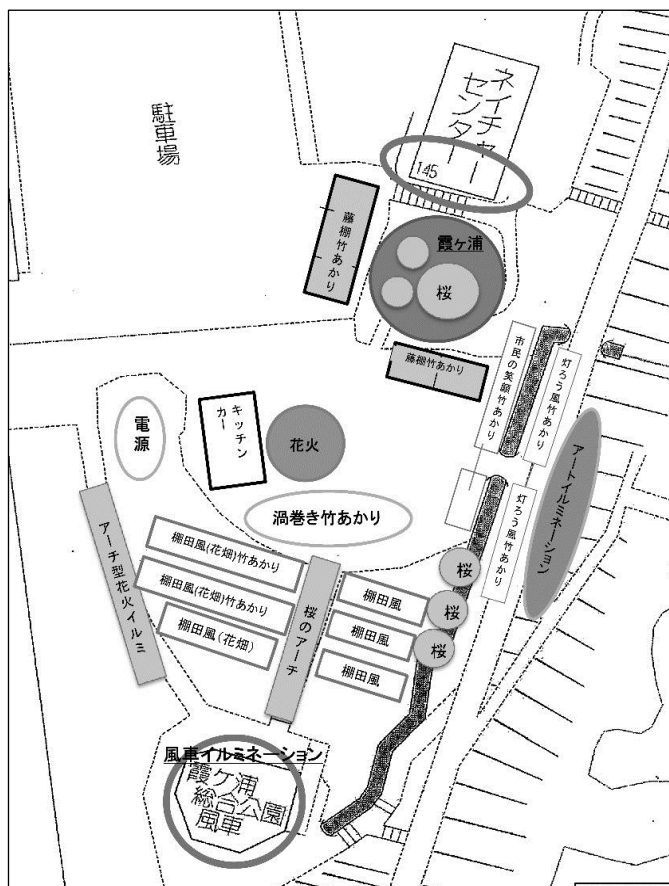 駐車場
ネイチャー
センター
145
藤棚竹あかり
霞ヶ浦
桜
藤棚竹あかり
市民の笑顔竹あかり
灯ろう風竹あかり
電源
キッチン
カー
花火
アートイルミネーション
渦巻き竹あかり
灯ろう風竹あかり
アーチ型花火イルミ
棚田風(花畑)竹あかり
棚田風(花畑)竹あかり
棚田風(花畑)
桜のアーチ
棚田風
棚田風
棚田風
桜
桜
桜
風車イルミネーション
霞ケ浦
総合公園
風車